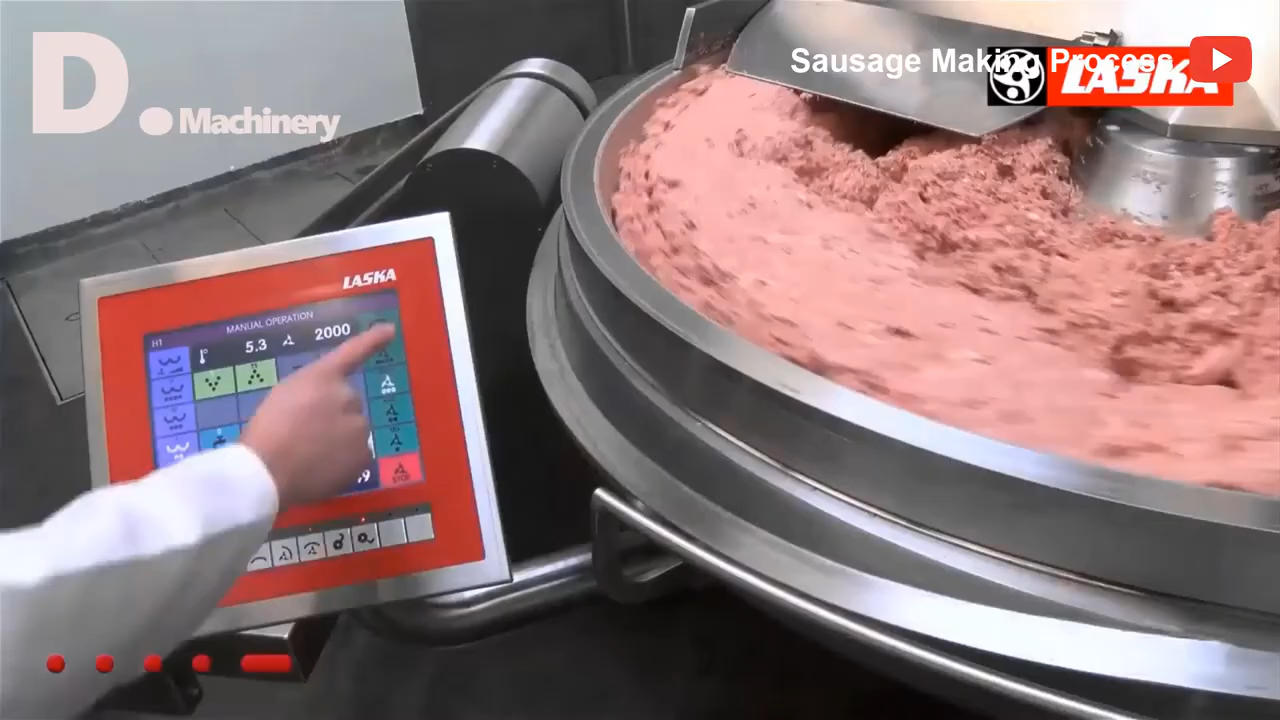 D.
Machinery
Sausage Making Process
LASKA
LASKA
MANUAL OPERATION
H1
5.3
2000
STOP